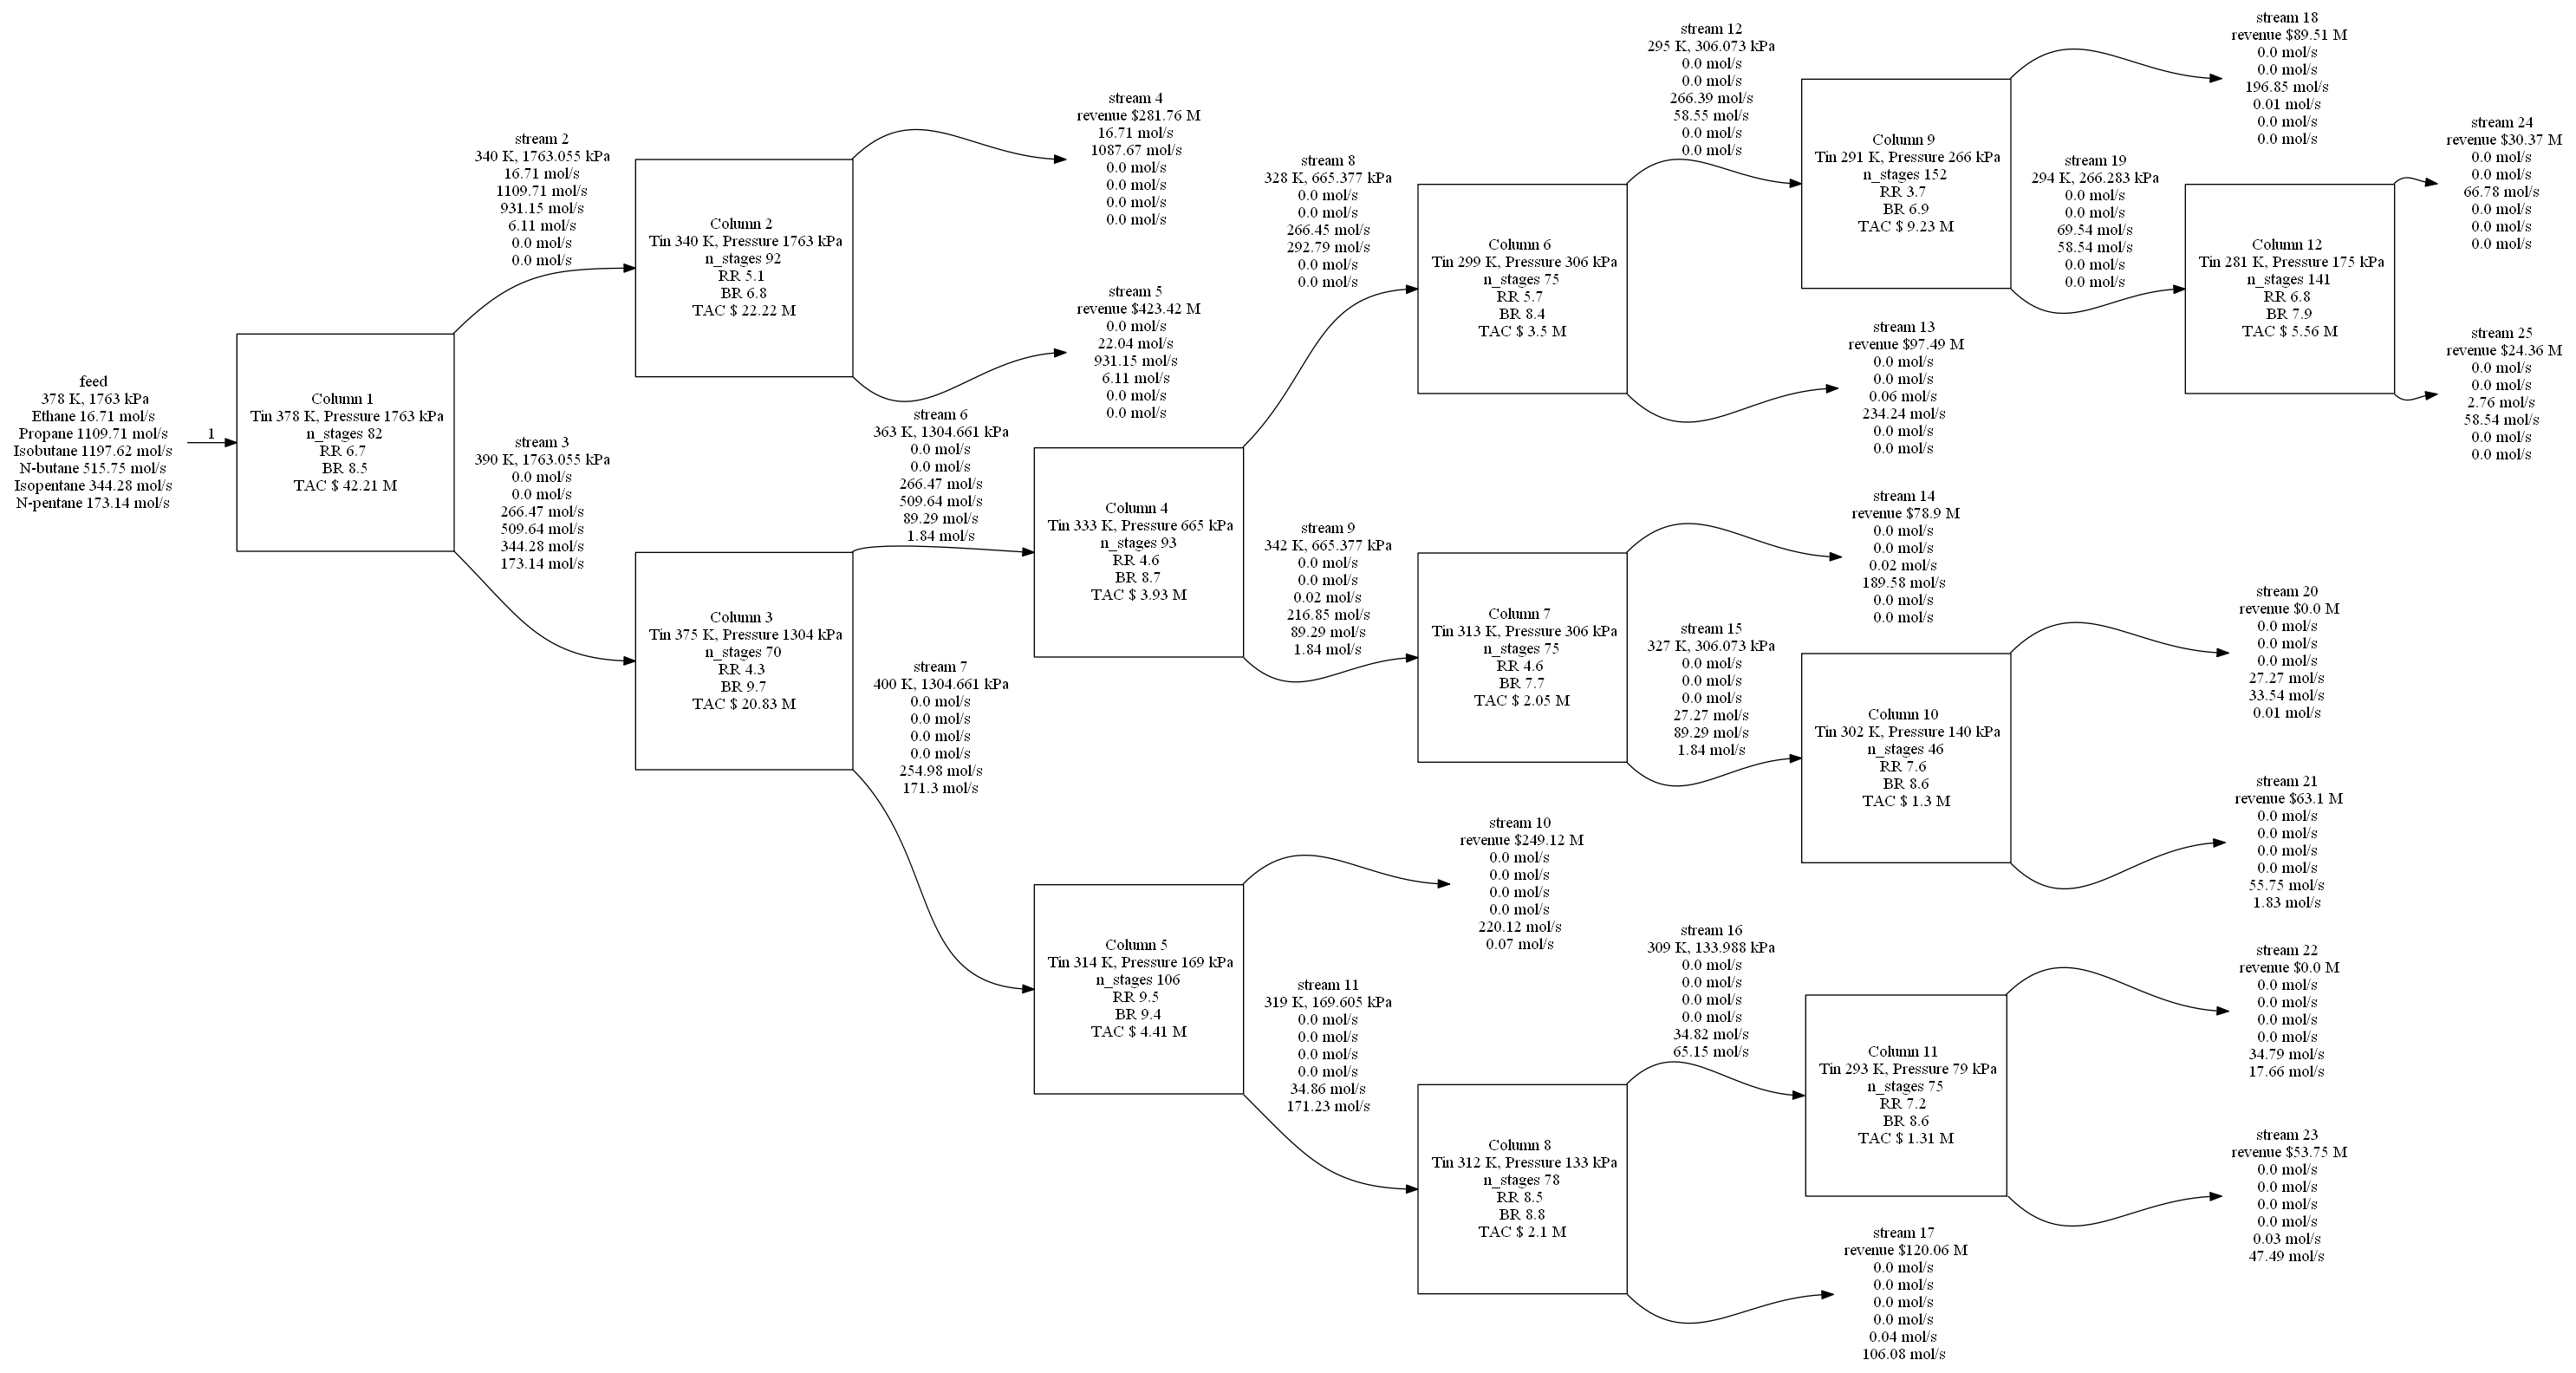 feed
378 K, 1763 kPa
Ethane 16.71 mol/s
Propane 1109.71 mol/s
Isobutane 1197.62 mol/s
N-butane 515.75 mol/s
Isopentane 344.28 mol/s
N-pentane 173.14 mol/s
1
Column 1
Tin 378 K, Pressure 1763 kPa
n_stages 82
RR 6.7
BR 8.5
TAC $ 42.21 M
stream 2
340 K, 1763.055 kPa
16.71 mol/s
1109.71 mol/s
931.15 mol/s
6.11 mol/s
0.0 mol/s
0.0 mol/s
stream 3
390 K, 1763.055 kPa
0.0 mol/s
0.0 mol/s
266.47 mol/s
509.64 mol/s
344.28 mol/s
173.14 mol/s
Column 2
Tin 340 K, Pressure 1763 kPa
n_stages 92
RR 5.1
BR 6.8
TAC $ 22.22 M
Column 3
Tin 375 K, Pressure 1304 kPa
n_stages 70
RR 4.3
BR 9.7
TAC $ 20.83 M
stream 4
revenue $281.76 M
16.71 mol/s
1087.67 mol/s
0.0 mol/s
0.0 mol/s
0.0 mol/s
0.0 mol/s
stream 5
revenue $423.42 M
0.0 mol/s
22.04 mol/s
931.15 mol/s
6.11 mol/s
0.0 mol/s
0.0 mol/s
stream 6
363 K, 1304.661 kPa
0.0 mol/s
0.0 mol/s
266.47 mol/s
509.64 mol/s
89.29 mol/s
1.84 mol/s
stream 7
400 K, 1304.661 kPa
0.0 mol/s
0.0 mol/s
0.0 mol/s
0.0 mol/s
254.98 mol/s
171.3 mol/s
Column 4
Tin 333 K, Pressure 665 kPa
n_stages 93
RR 4.6
BR 8.7
TAC $ 3.93 M
Column 5
Tin 314 K, Pressure 169 kPa
n_stages 106
RR 9.5
BR 9.4
TAC $ 4.41 M
stream 8
328 K, 665.377 kPa
0.0 mol/s
0.0 mol/s
266.45 mol/s
292.79 mol/s
0.0 mol/s
0.0 mol/s
stream 9
342 K, 665.377 kPa
0.0 mol/s
0.0 mol/s
0.02 mol/s
216.85 mol/s
89.29 mol/s
1.84 mol/s
stream 10
revenue $249.12 M
0.0 mol/s
0.0 mol/s
0.0 mol/s
0.0 mol/s
220.12 mol/s
0.07 mol/s
stream 11
319 K, 169.605 kPa
0.0 mol/s
0.0 mol/s
0.0 mol/s
0.0 mol/s
34.86 mol/s
171.23 mol/s
Column 6
Tin 299 K, Pressure 306 kPa
n_stages 75
RR 5.7
BR 8.4
TAC $ 3.5 M
Column 7
Tin 313 K, Pressure 306 kPa
n_stages 75
RR 4.6
BR 7.7
TAC $ 2.05 M
Column 8
Tin 312 K, Pressure 133 kPa
n_stages 78
RR 8.5
BR 8.8
TAC $ 2.1 M
stream 12
295 K, 306.073 kPa
0.0 mol/s
0.0 mol/s
266.39 mol/s
58.55 mol/s
0.0 mol/s
0.0 mol/s
stream 13
revenue $97.49 M
0.0 mol/s
0.0 mol/s
0.06 mol/s
234.24 mol/s
0.0 mol/s
0.0 mol/s
stream 14
revenue $78.9 M
0.0 mol/s
0.0 mol/s
0.02 mol/s
189.58 mol/s
0.0 mol/s
0.0 mol/s
stream 15
327 K, 306.073 kPa
0.0 mol/s
0.0 mol/s
0.0 mol/s
27.27 mol/s
89.29 mol/s
1.84 mol/s
stream 16
309 K, 133.988 kPa
0.0 mol/s
0.0 mol/s
0.0 mol/s
0.0 mol/s
34.82 mol/s
65.15 mol/s
stream 17
revenue $120.06 M
0.0 mol/s
0.0 mol/s
0.0 mol/s
0.0 mol/s
0.04 mol/s
106.08 mol/s
Column 9
Tin 291 K, Pressure 266 kPa
n_stages 152
RR 3.7
BR 6.9
TAC $ 9.23 M
Column 10
Tin 302 K, Pressure 140 kPa
n_stages 46
RR 7.6
BR 8.6
TAC $ 1.3 M
Column 11
Tin 293 K, Pressure 79 kPa
n_stages 75
RR 7.2
BR 8.6
TAC $ 1.31 M
stream 18
revenue $89.51 M
0.0 mol/s
0.0 mol/s
196.85 mol/s
0.01 mol/s
0.0 mol/s
0.0 mol/s
stream 19
294 K, 266.283 kPa
0.0 mol/s
0.0 mol/s
69.54 mol/s
58.54 mol/s
0.0 mol/s
0.0 mol/s
stream 20
revenue $0.0 M
0.0 mol/s
0.0 mol/s
0.0 mol/s
27.27 mol/s
33.54 mol/s
0.01 mol/s
stream 21
revenue $63.1 M
0.0 mol/s
0.0 mol/s
0.0 mol/s
0.0 mol/s
55.75 mol/s
1.83 mol/s
stream 22
revenue $0.0 M
0.0 mol/s
0.0 mol/s
0.0 mol/s
0.0 mol/s
34.79 mol/s
17.66 mol/s
stream 23
revenue $53.75 M
0.0 mol/s
0.0 mol/s
0.0 mol/s
0.0 mol/s
0.03 mol/s
47.49 mol/s
Column 12
Tin 281 K, Pressure 175 kPa
n_stages 141
RR 6.8
BR 7.9
TAC $ 5.56 M
stream 24
revenue $30.37 M
0.0 mol/s
0.0 mol/s
66.78 mol/s
0.0 mol/s
0.0 mol/s
0.0 mol/s
stream 25
revenue $24.36 M
0.0 mol/s
0.0 mol/s
2.76 mol/s
58.54 mol/s
0.0 mol/s
0.0 mol/s